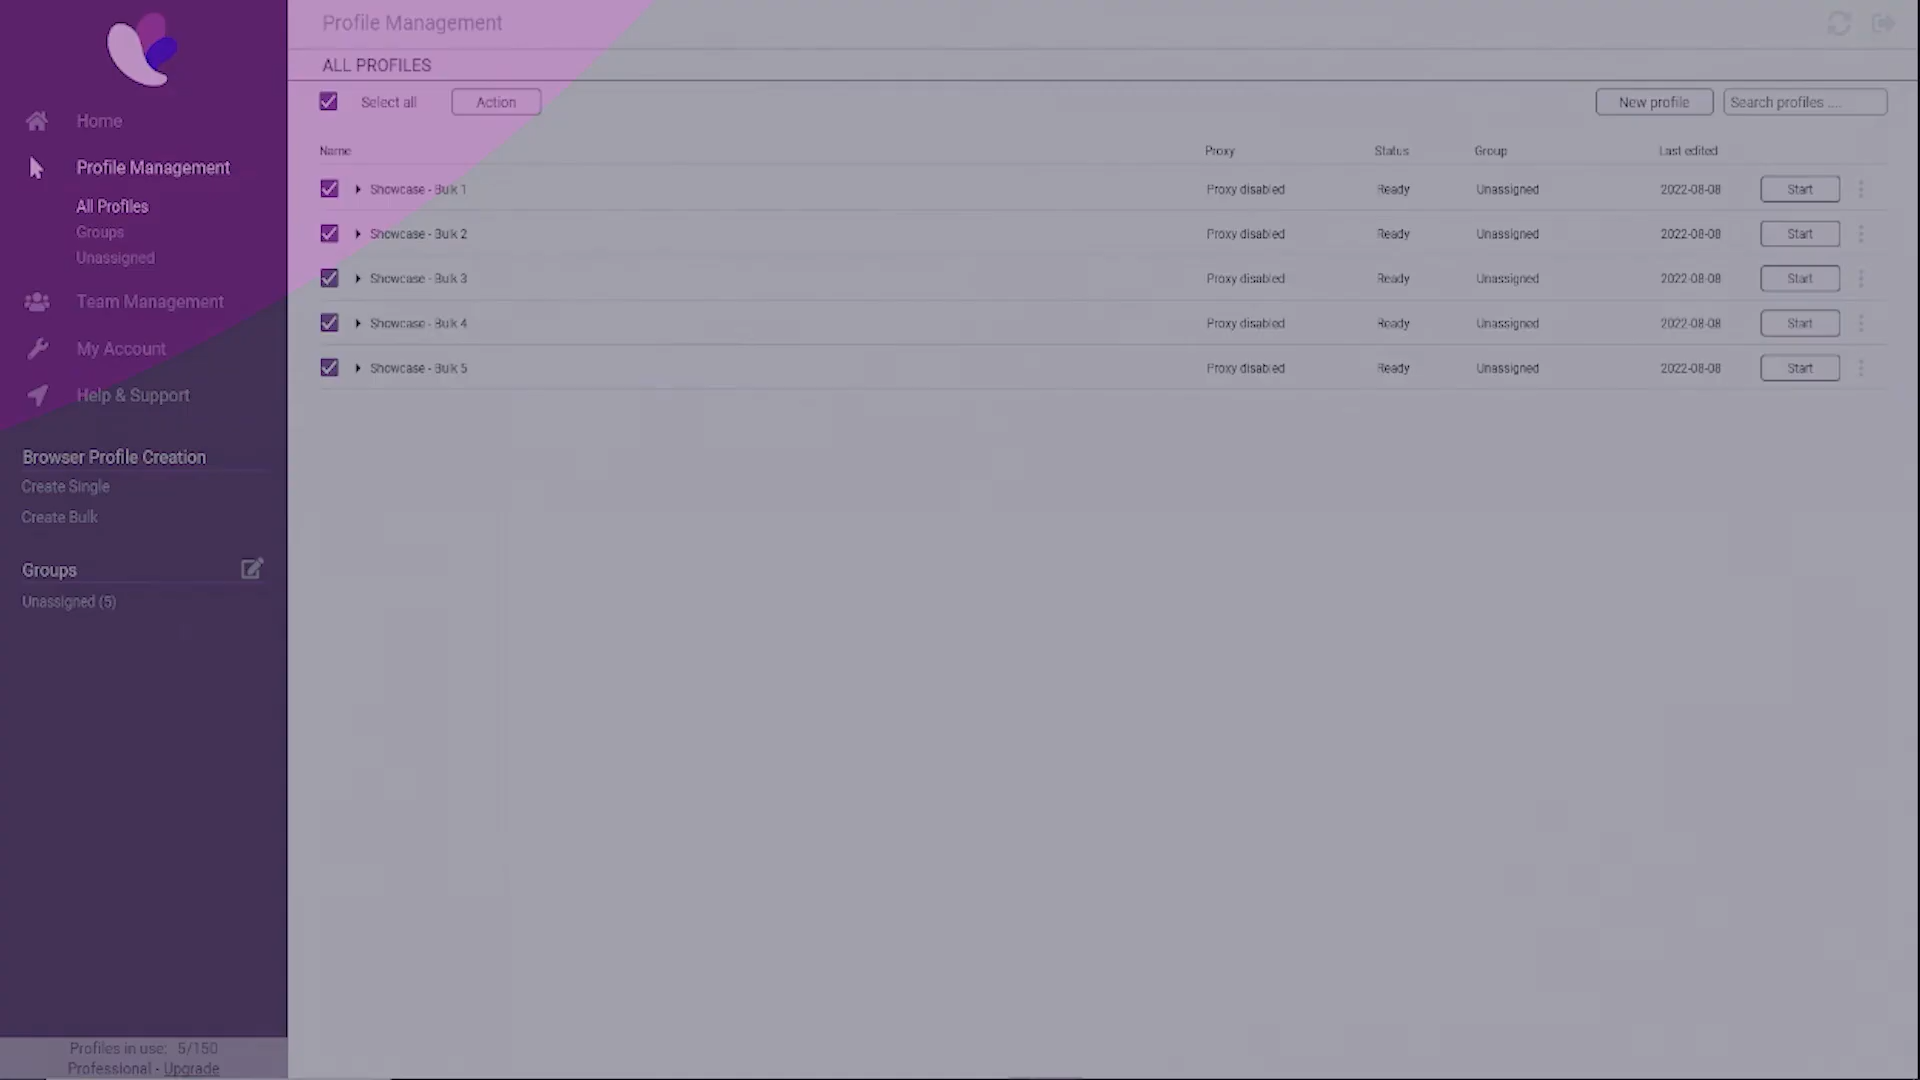 Profile Management
ALL PROFILES
Select all
Action
New profile
Search profiles ....
Home
Profile Management
All Profiles
Groups
Unassigned
Team Management
My Account
Help & Support
Browser Profile Creation
Create Single
Create Bulk
Groups
Unassigned (5)
Profiles in use: 5/150
Professional - Upgrade
Name Proxy Status Group Last edited
Showcase - Bulk 1 Proxy disabled Ready Unassigned 2022-08-08 Start
Showcase - Bulk 2 Proxy disabled Ready Unassigned 2022-08-08 Start
Showcase - Bulk 3 Proxy disabled Ready Unassigned 2022-08-08 Start
Showcase - Bulk 4 Proxy disabled Ready Unassigned 2022-08-08 Start
Showcase - Bulk 5 Proxy disabled Ready Unassigned 2022-08-08 Start